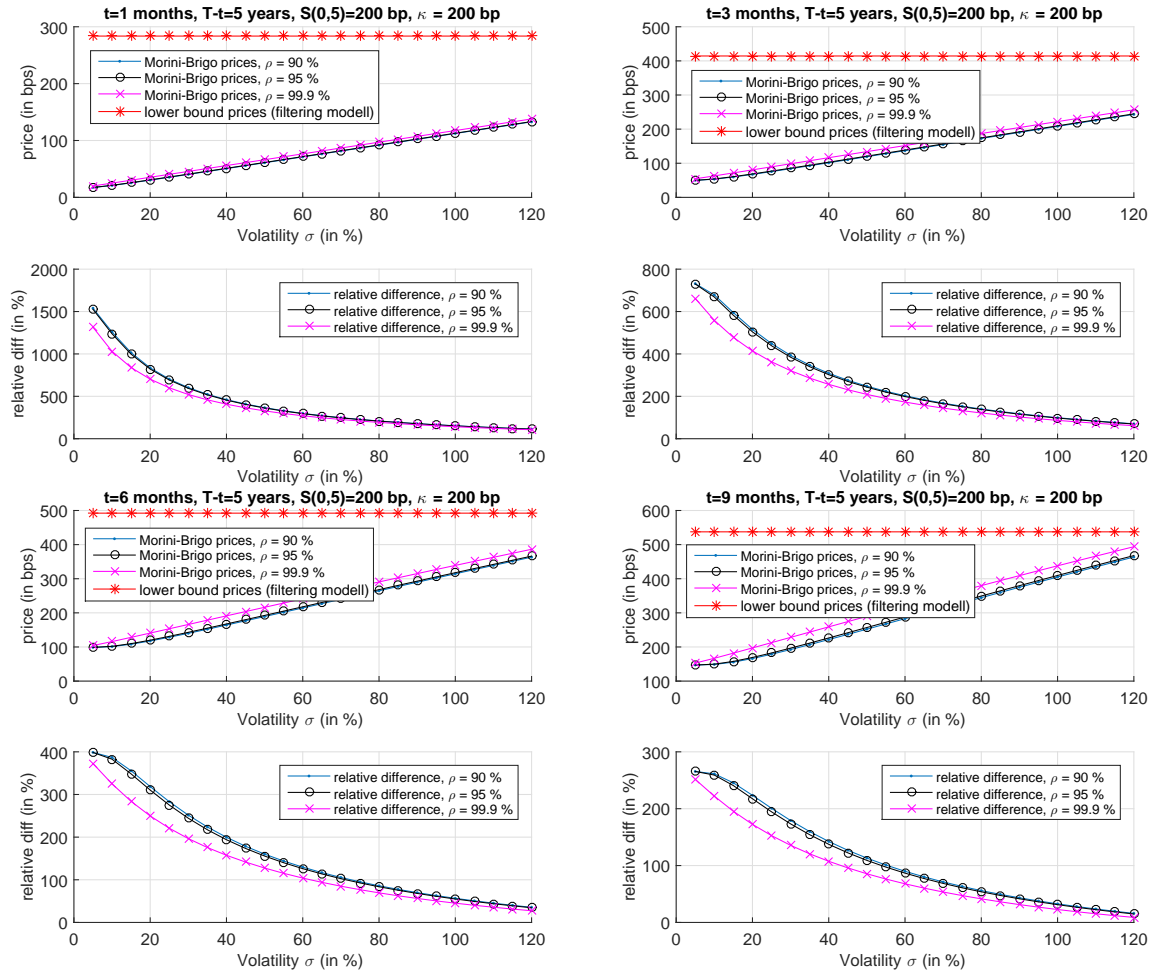 t=1 months, T-t=5 years, S(0,5)=200 bp, κ = 200 bp
300
200
100
0
price (in bps)
Morini-Brigo prices, ρ = 90 %
Morini-Brigo prices, ρ = 95 %
Morini-Brigo prices, ρ = 99.9 %
lower bound prices (filtering modell)
0 20 40 60 80 100 120
Volatility σ (in %)
t=3 months, T-t=5 years, S(0,5)=200 bp, κ = 200 bp
500
400
300
200
100
0
price (in bps)
Morini-Brigo prices, ρ = 90 %
Morini-Brigo prices, ρ = 95 %
Morini-Brigo prices, ρ = 99.9 %
lower bound prices (filtering modell)
0 20 40 60 80 100 120
Volatility σ (in %)
2000
1500
1000
500
0
relative diff (in %)
relative difference, ρ = 90 %
relative difference, ρ = 95 %
relative difference, ρ = 99.9 %
0 20 40 60 80 100 120
Volatility σ (in %)
800
600
400
200
0
relative diff (in %)
relative difference, ρ = 90 %
relative difference, ρ = 95 %
relative difference, ρ = 99.9 %
0 20 40 60 80 100 120
Volatility σ (in %)
t=6 months, T-t=5 years, S(0,5)=200 bp, κ = 200 bp
500
400
300
200
100
0
price (in bps)
Morini-Brigo prices, ρ = 90 %
Morini-Brigo prices, ρ = 95 %
Morini-Brigo prices, ρ = 99.9 %
lower bound prices (filtering modell)
0 20 40 60 80 100 120
Volatility σ (in %)
t=9 months, T-t=5 years, S(0,5)=200 bp, κ = 200 bp
600
500
400
300
200
100
price (in bps)
Morini-Brigo prices, ρ = 90 %
Morini-Brigo prices, ρ = 95 %
Morini-Brigo prices, ρ = 99.9 %
lower bound prices (filtering modell)
0 20 40 60 80 100 120
Volatility σ (in %)
400
300
200
100
0
relative diff (in %)
relative difference, ρ = 90 %
relative difference, ρ = 95 %
relative difference, ρ = 99.9 %
0 20 40 60 80 100 120
Volatility σ (in %)
300
200
100
0
relative diff (in %)
relative difference, ρ = 90 %
relative difference, ρ = 95 %
relative difference, ρ = 99.9 %
0 20 40 60 80 100 120
Volatility σ (in %)